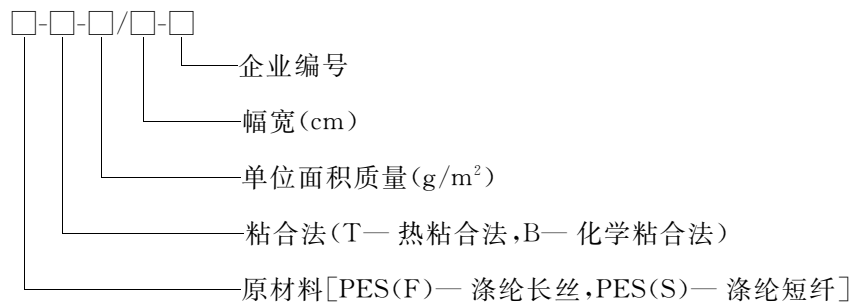 □-□-□/□-□
企业编号
幅宽(cm)
单位面积质量(g/m²)
粘合法(T— 热粘合法,B— 化学粘合法)
原材料[PES(F)— 涤纶长丝,PES(S)— 涤纶短纤]